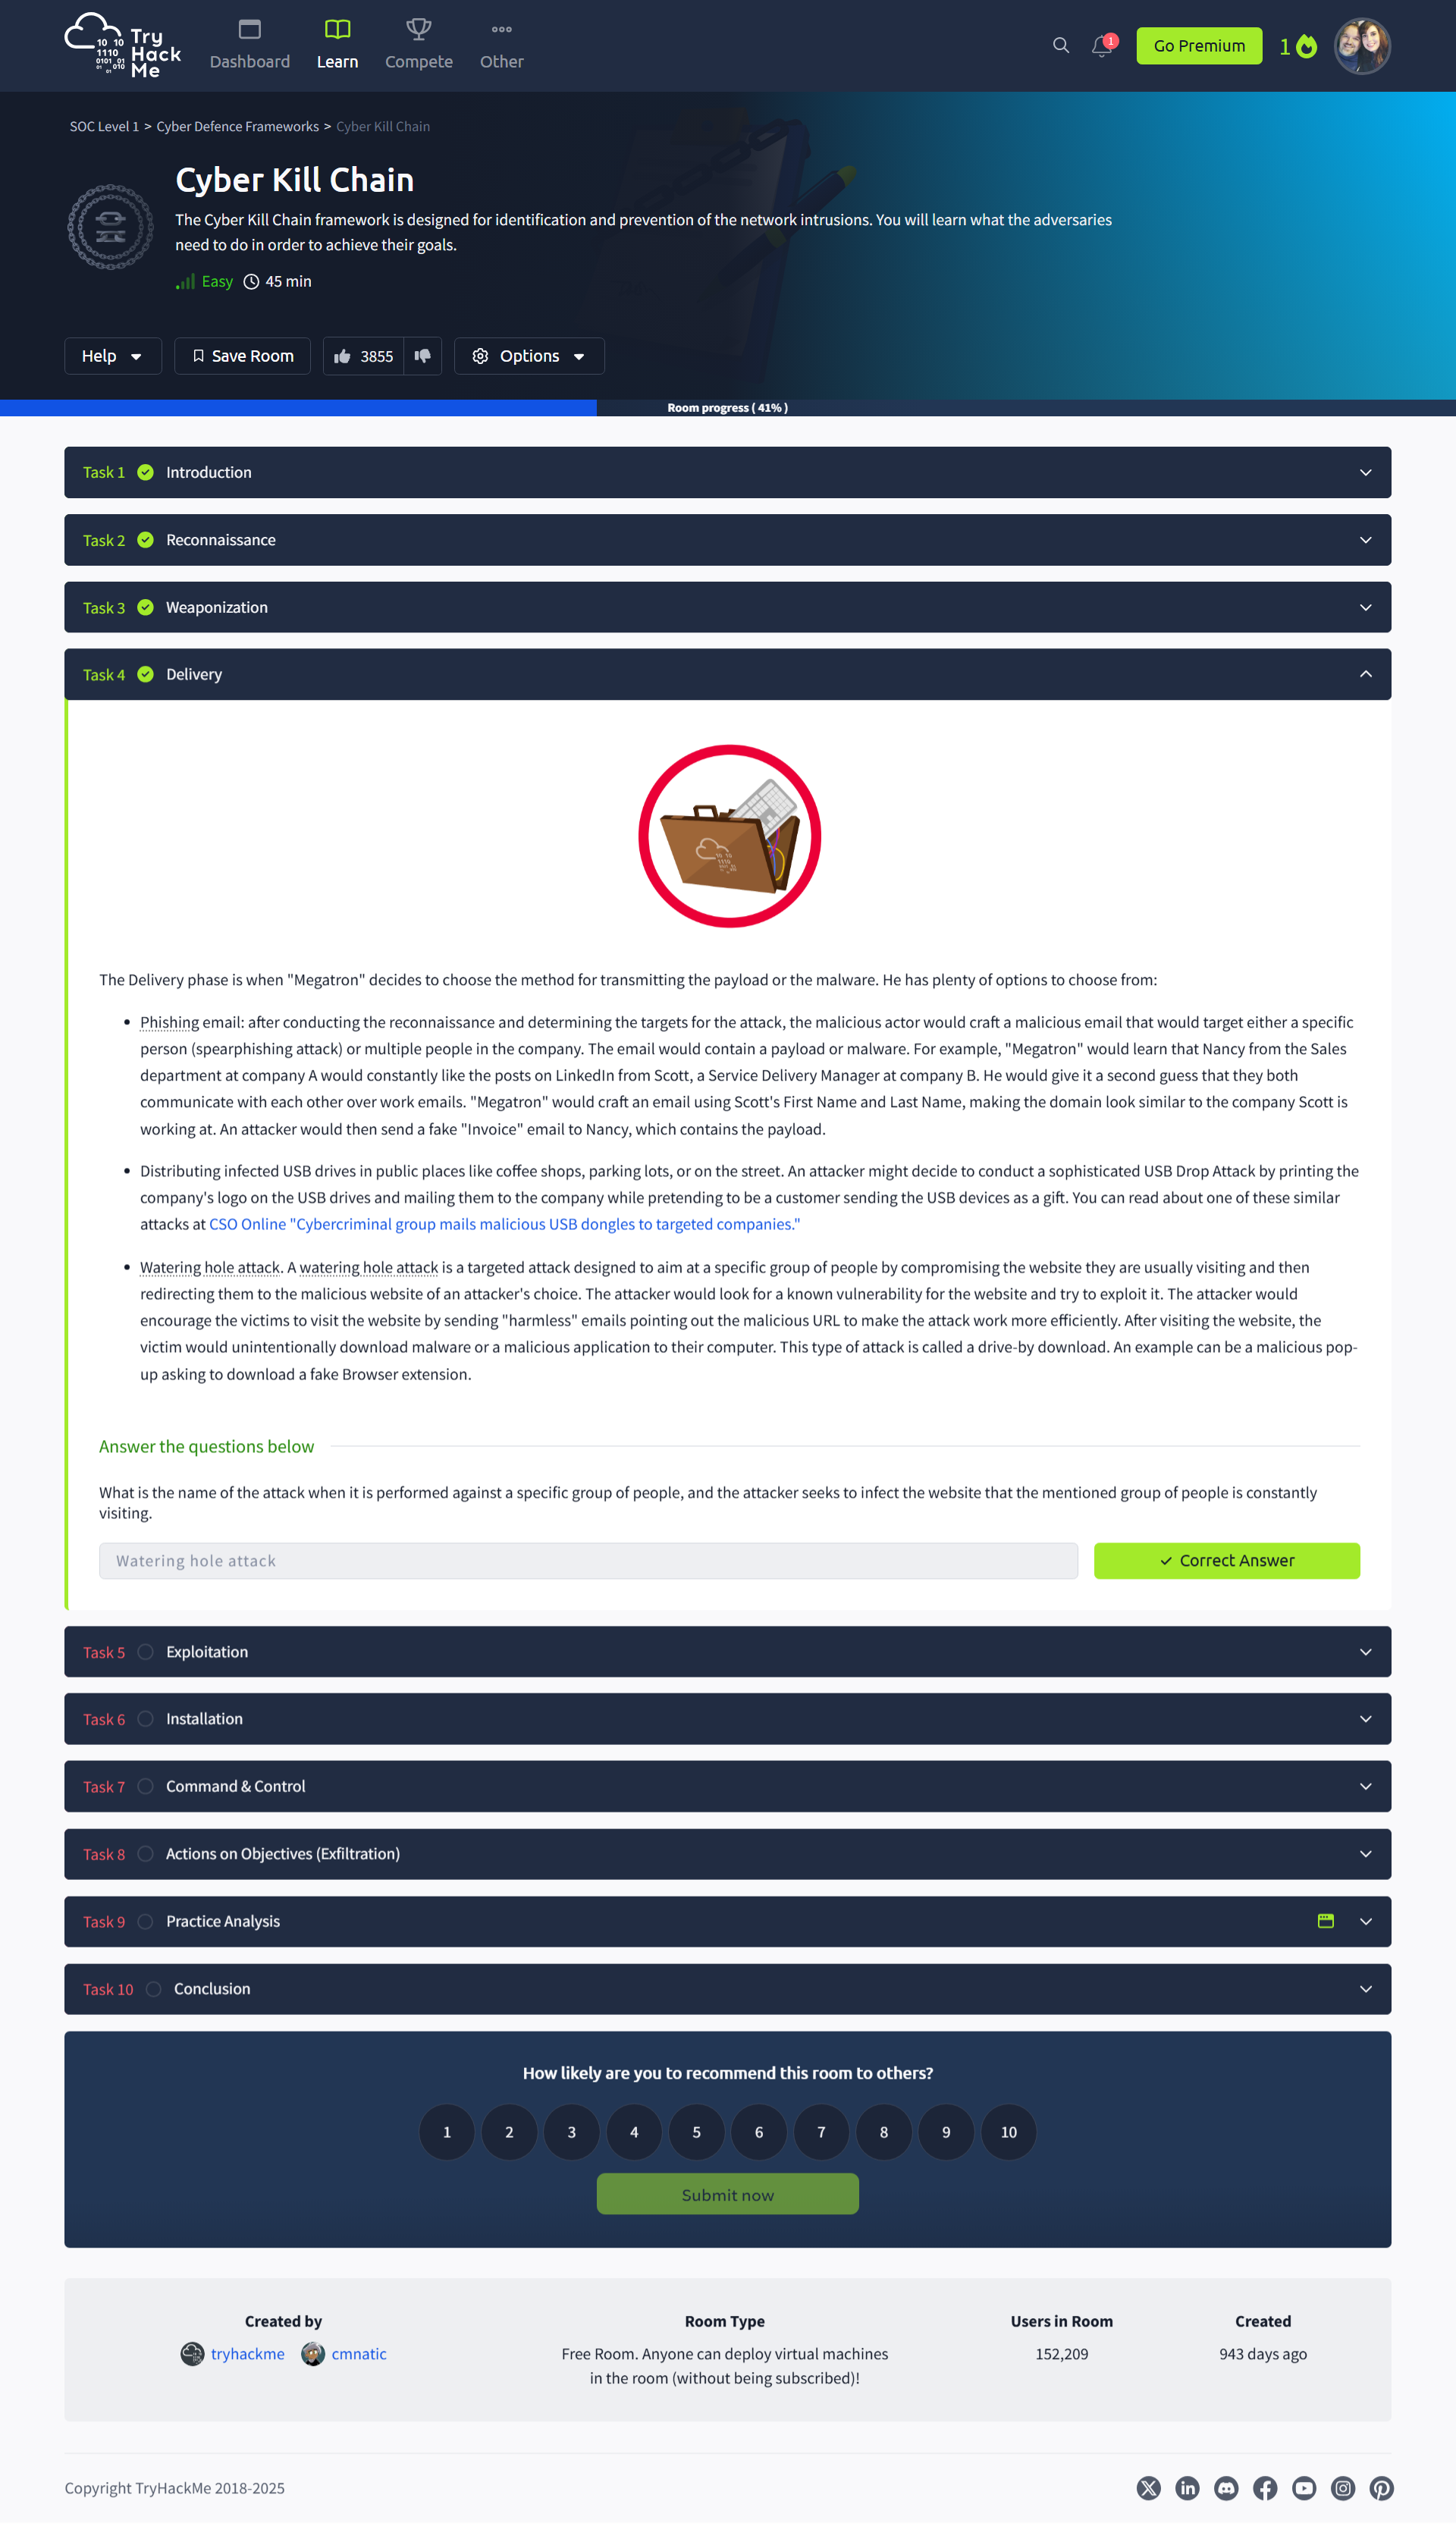 Try
Hack
Me
Dashboard
Learn
Compete
Other
1
Go Premium
1
SOC Level 1 > Cyber Defence Frameworks > Cyber Kill Chain
Cyber Kill Chain
The Cyber Kill Chain framework is designed for identification and prevention of the network intrusions. You will learn what the adversaries
need to do in order to achieve their goals.
Easy 45 min
Help
Save Room
3855
Options
Room progress ( 41% )
Task 1 Introduction
Task 2 Reconnaissance
Task 3 Weaponization
Task 4 Delivery
The Delivery phase is when "Megatron" decides to choose the method for transmitting the payload or the malware. He has plenty of options to choose from:
• Phishing email: after conducting the reconnaissance and determining the targets for the attack, the malicious actor would craft a malicious email that would target either a specific
person (spearphishing attack) or multiple people in the company. The email would contain a payload or malware. For example, "Megatron" would learn that Nancy from the Sales
department at company A would constantly like the posts on LinkedIn from Scott, a Service Delivery Manager at company B. He would give it a second guess that they both
communicate with each other over work emails. "Megatron" would craft an email using Scott's First Name and Last Name, making the domain look similar to the company Scott is
working at. An attacker would then send a fake "Invoice" email to Nancy, which contains the payload.
• Distributing infected USB drives in public places like coffee shops, parking lots, or on the street. An attacker might decide to conduct a sophisticated USB Drop Attack by printing the
company's logo on the USB drives and mailing them to the company while pretending to be a customer sending the USB devices as a gift. You can read about one of these similar
attacks at CSO Online "Cybercriminal group mails malicious USB dongles to targeted companies."
• Watering hole attack. A watering hole attack is a targeted attack designed to aim at a specific group of people by compromising the website they are usually visiting and then
redirecting them to the malicious website of an attacker's choice. The attacker would look for a known vulnerability for the website and try to exploit it. The attacker would
encourage the victims to visit the website by sending "harmless" emails pointing out the malicious URL to make the attack work more efficiently. After visiting the website, the
victim would unintentionally download malware or a malicious application to their computer. This type of attack is called a drive-by download. An example can be a malicious pop-
up asking to download a fake Browser extension.
Answer the questions below
What is the name of the attack when it is performed against a specific group of people, and the attacker seeks to infect the website that the mentioned group of people is constantly
visiting.
Watering hole attack
Correct Answer
Task 5 Exploitation
Task 6 Installation
Task 7 Command & Control
Task 8 Actions on Objectives (Exfiltration)
Task 9 Practice Analysis
Task 10 Conclusion
How likely are you to recommend this room to others?
1 2 3 4 5 6 7 8 9 10
Submit now
Created by
tryhackme cmnatic
Room Type
Free Room. Anyone can deploy virtual machines
in the room (without being subscribed)!
Users in Room
152,209
Created
943 days ago
Copyright TryHackMe 2018-2025